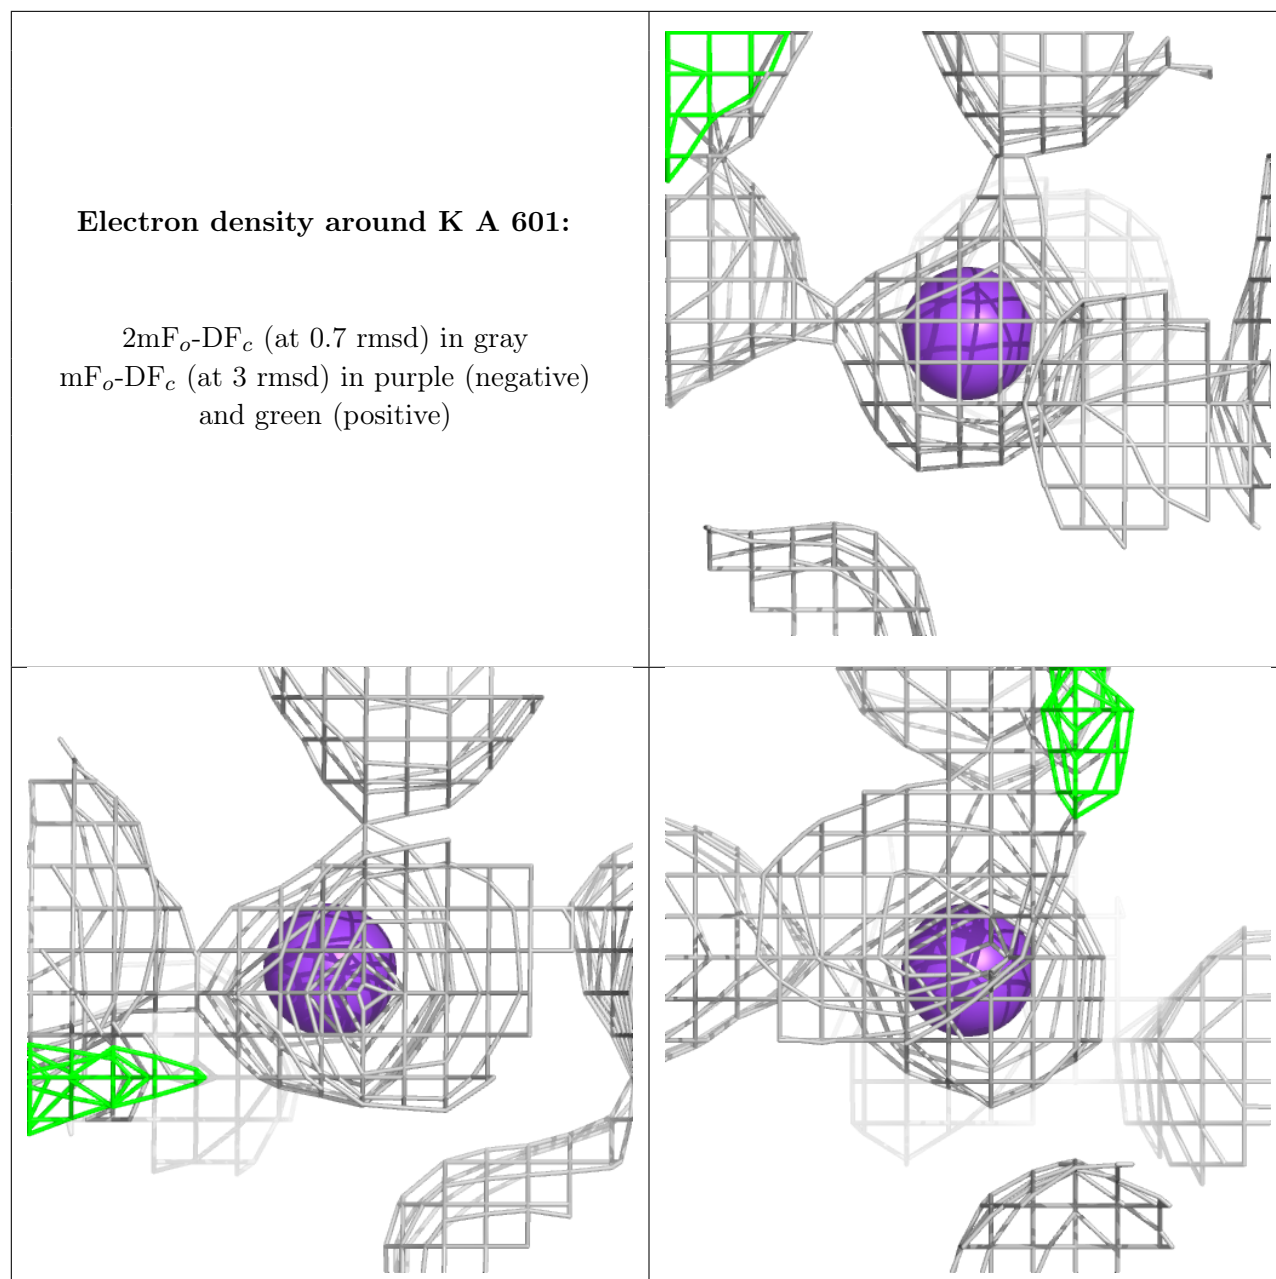 Electron density around K A 601:
2mFₒ-DF𝒸 (at 0.7 rmsd) in gray
mFₒ-DF𝒸 (at 3 rmsd) in purple (negative)
and green (positive)